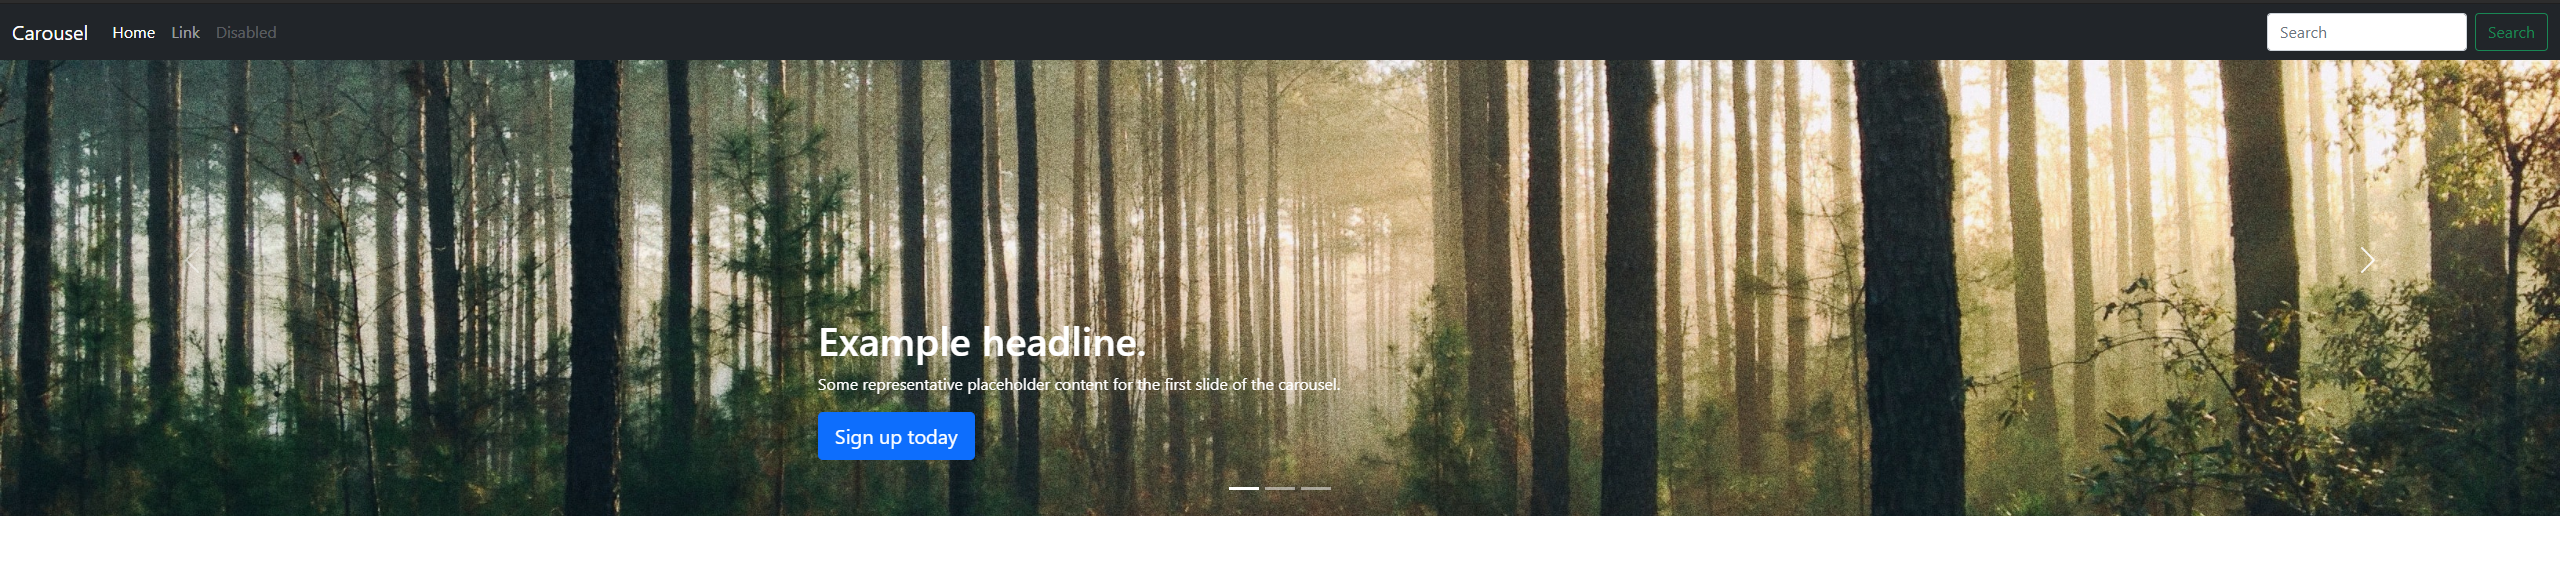 Carousel Home Link Disabled Search Search
Example headline.
Some representative placeholder content for the first slide of the carousel.
Sign up today